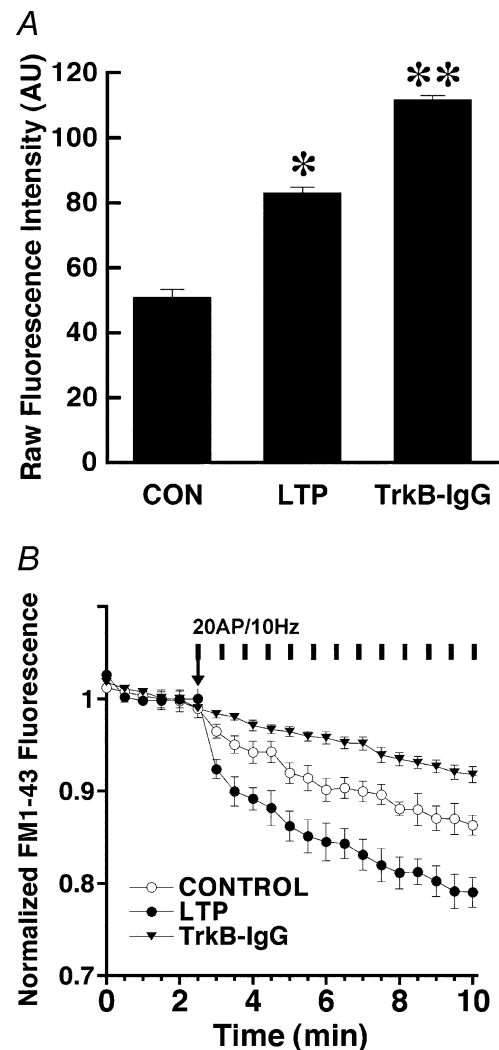 A
Raw Fluorescence Intensity (AU)
120
100
80
60
40
20
0
*
**
CON LTP TrkB-IgG
B
Normalized FM1-43 Fluorescence
20AP/10Hz
1
0.9
0.8
0.7
CONTROL
LTP
TrkB-IgG
0 2 4 6 8 10
Time (min)